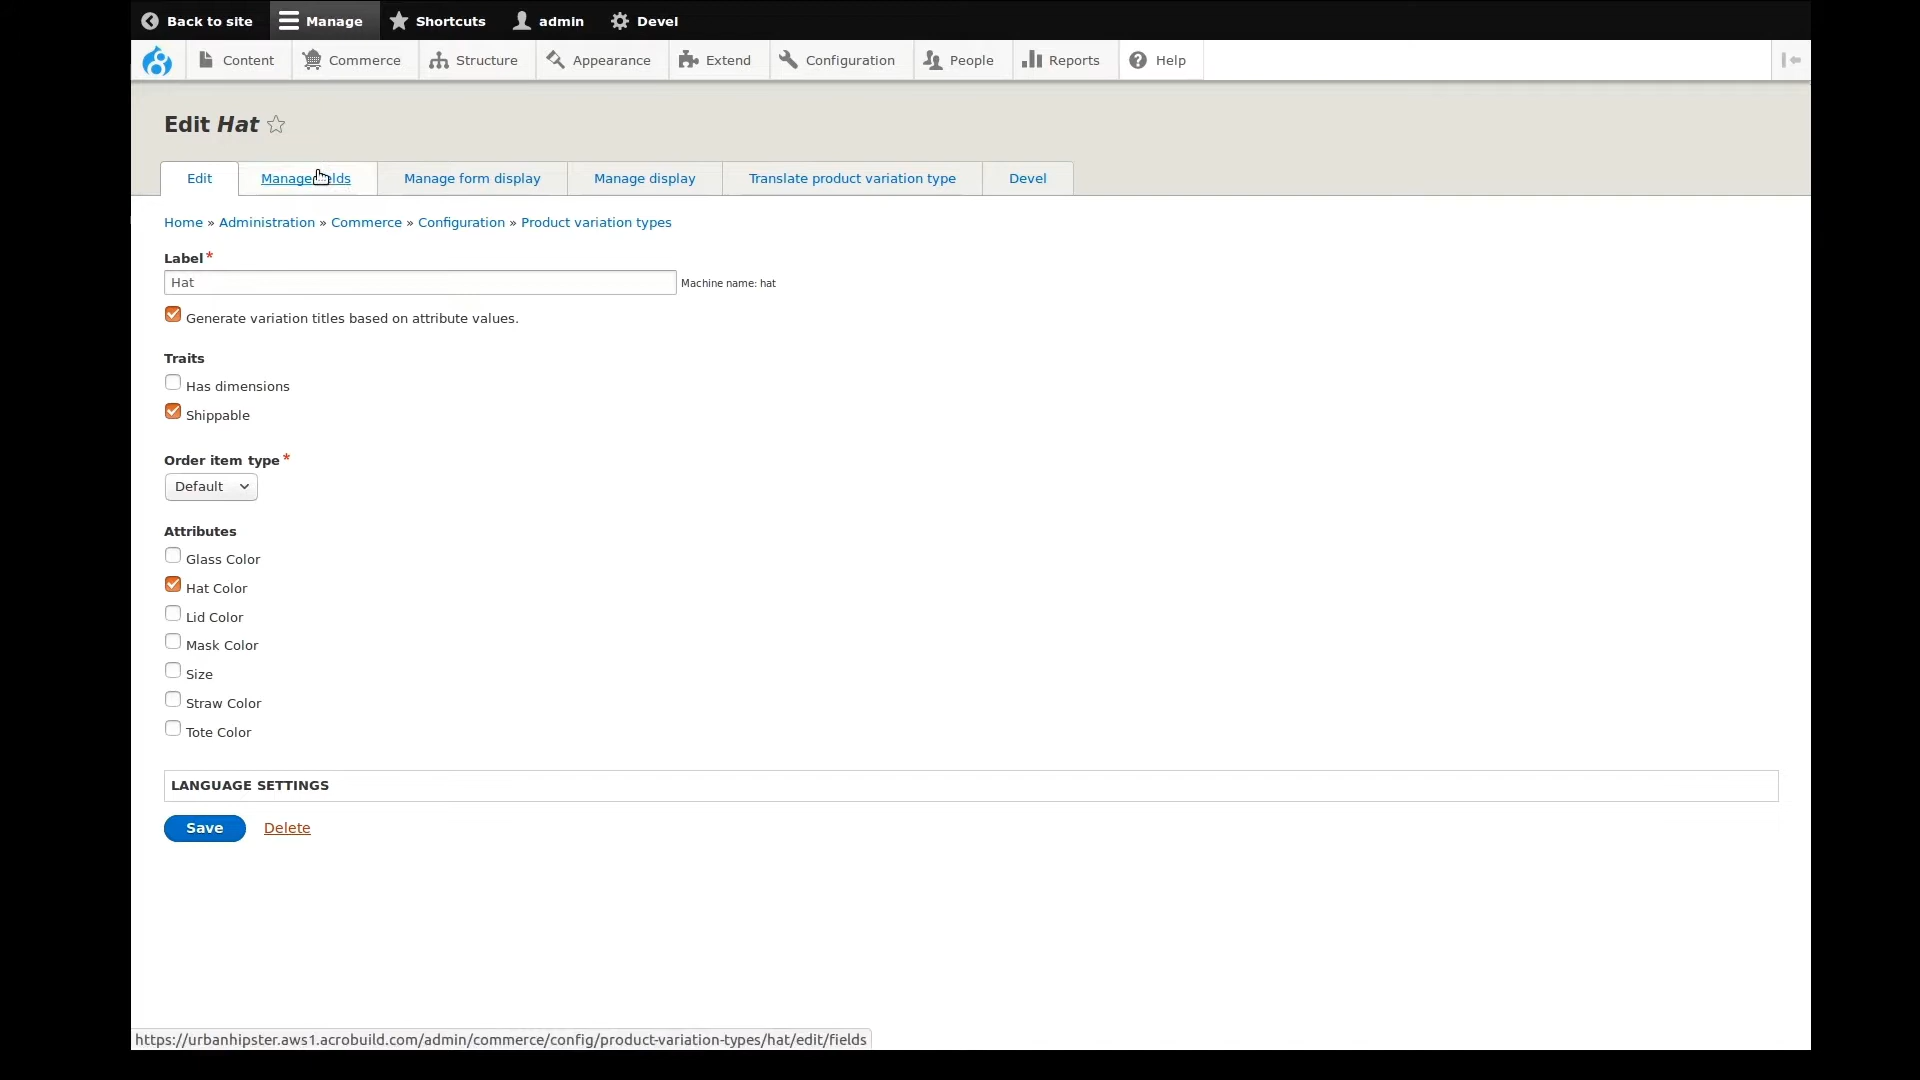 Back to site Manage Shortcuts admin Devel
Content Commerce Structure Appearance Extend Configuration People Reports Help
Edit Hat
Edit Manage fields Manage form display Manage display Translate product variation type Devel
Home » Administration » Commerce » Configuration » Product variation types
Label*
Hat Machine name: hat
Generate variation titles based on attribute values.
Traits
Has dimensions
Shippable
Order item type*
Default
Attributes
Glass Color
Hat Color
Lid Color
Mask Color
Size
Straw Color
Tote Color
LANGUAGE SETTINGS
Save Delete
https://urbanhipster.aws1.acrobuild.com/admin/commerce/config/product-variation-types/hat/edit/fields